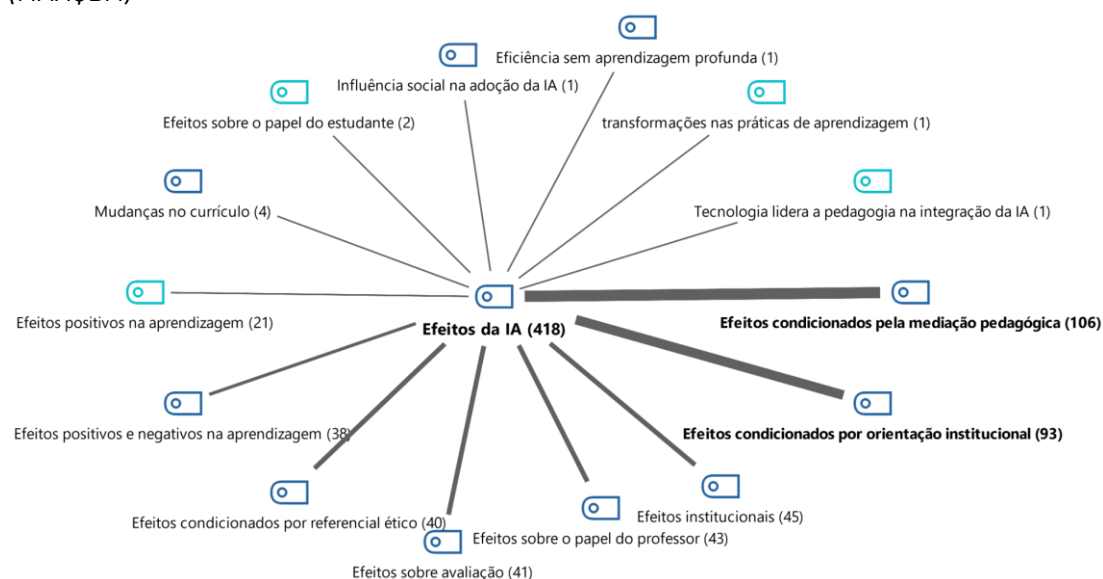 Eficiência sem aprendizagem profunda (1)
Influência social na adoção da IA (1)
Efeitos sobre o papel do estudante (2)
transformações nas práticas de aprendizagem (1)
Mudanças no currículo (4)
Tecnologia lidera a pedagogia na integração da IA (1)
Efeitos positivos na aprendizagem (21)
Efeitos da IA (418)
Efeitos condicionados pela mediação pedagógica (106)
Efeitos positivos e negativos na aprendizagem (38)
Efeitos condicionados por orientação institucional (93)
Efeitos condicionados por referencial ético (40)
Efeitos institucionais (45)
Efeitos sobre o papel do professor (43)
Efeitos sobre avaliação (41)